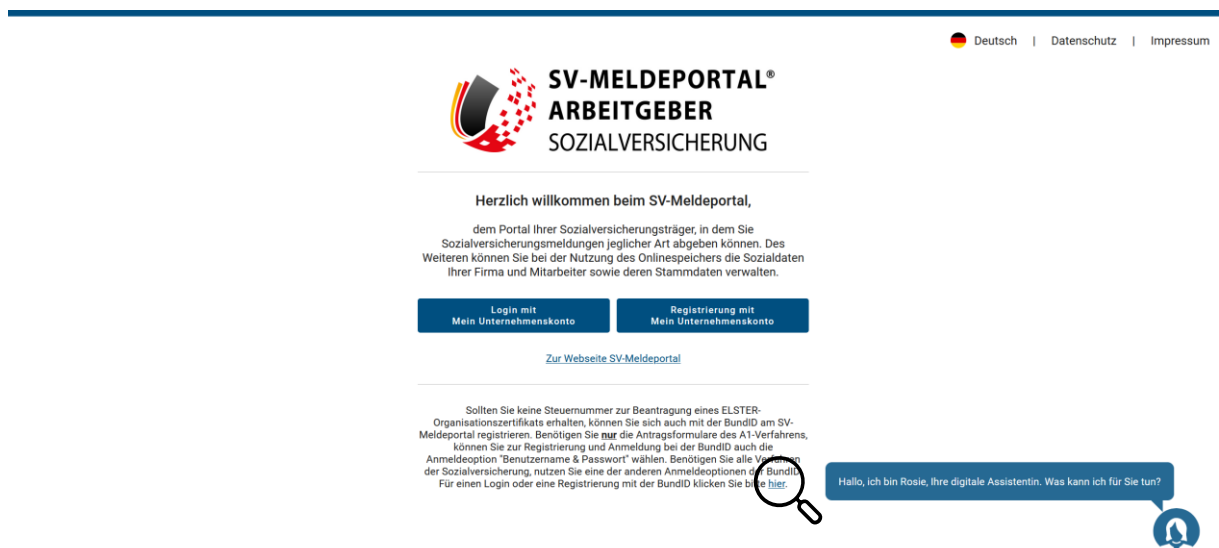 Deutsch | Datenschutz | Impressum
SV-MELDEPORTAL®
ARBEITGEBER
SOZIALVERSICHERUNG
Herzlich willkommen beim SV-Meldeportal,
dem Portal Ihrer Sozialversicherungsträger, in dem Sie
Sozialversicherungsmeldungen jeglicher Art abgeben können. Des
Weiteren können Sie bei der Nutzung des Onlinespeichers die Sozialdaten
Ihrer Firma und Mitarbeiter sowie deren Stammdaten verwalten.
Login mit
Mein Unternehmenskonto
Registrierung mit
Mein Unternehmenskonto
Zur Webseite SV-Meldeportal
Sollten Sie keine Steuernummer zur Beantragung eines ELSTER-
Organisationszertifikats erhalten, können Sie sich auch mit der BundID am SV-
Meldeportal registrieren. Benötigen Sie nur die Antragsformulare des A1-Verfahrens,
können Sie zur Registrierung und Anmeldung bei der BundID auch die
Anmeldeoption "Benutzername & Passwort" wählen. Benötigen Sie alle Verfahren
der Sozialversicherung, nutzen Sie eine der anderen Anmeldeoptionen der BundID.
Für einen Login oder eine Registrierung mit der BundID klicken Sie bitte hier.
Hallo, ich bin Rosie, Ihre digitale Assistentin. Was kann ich für Sie tun?